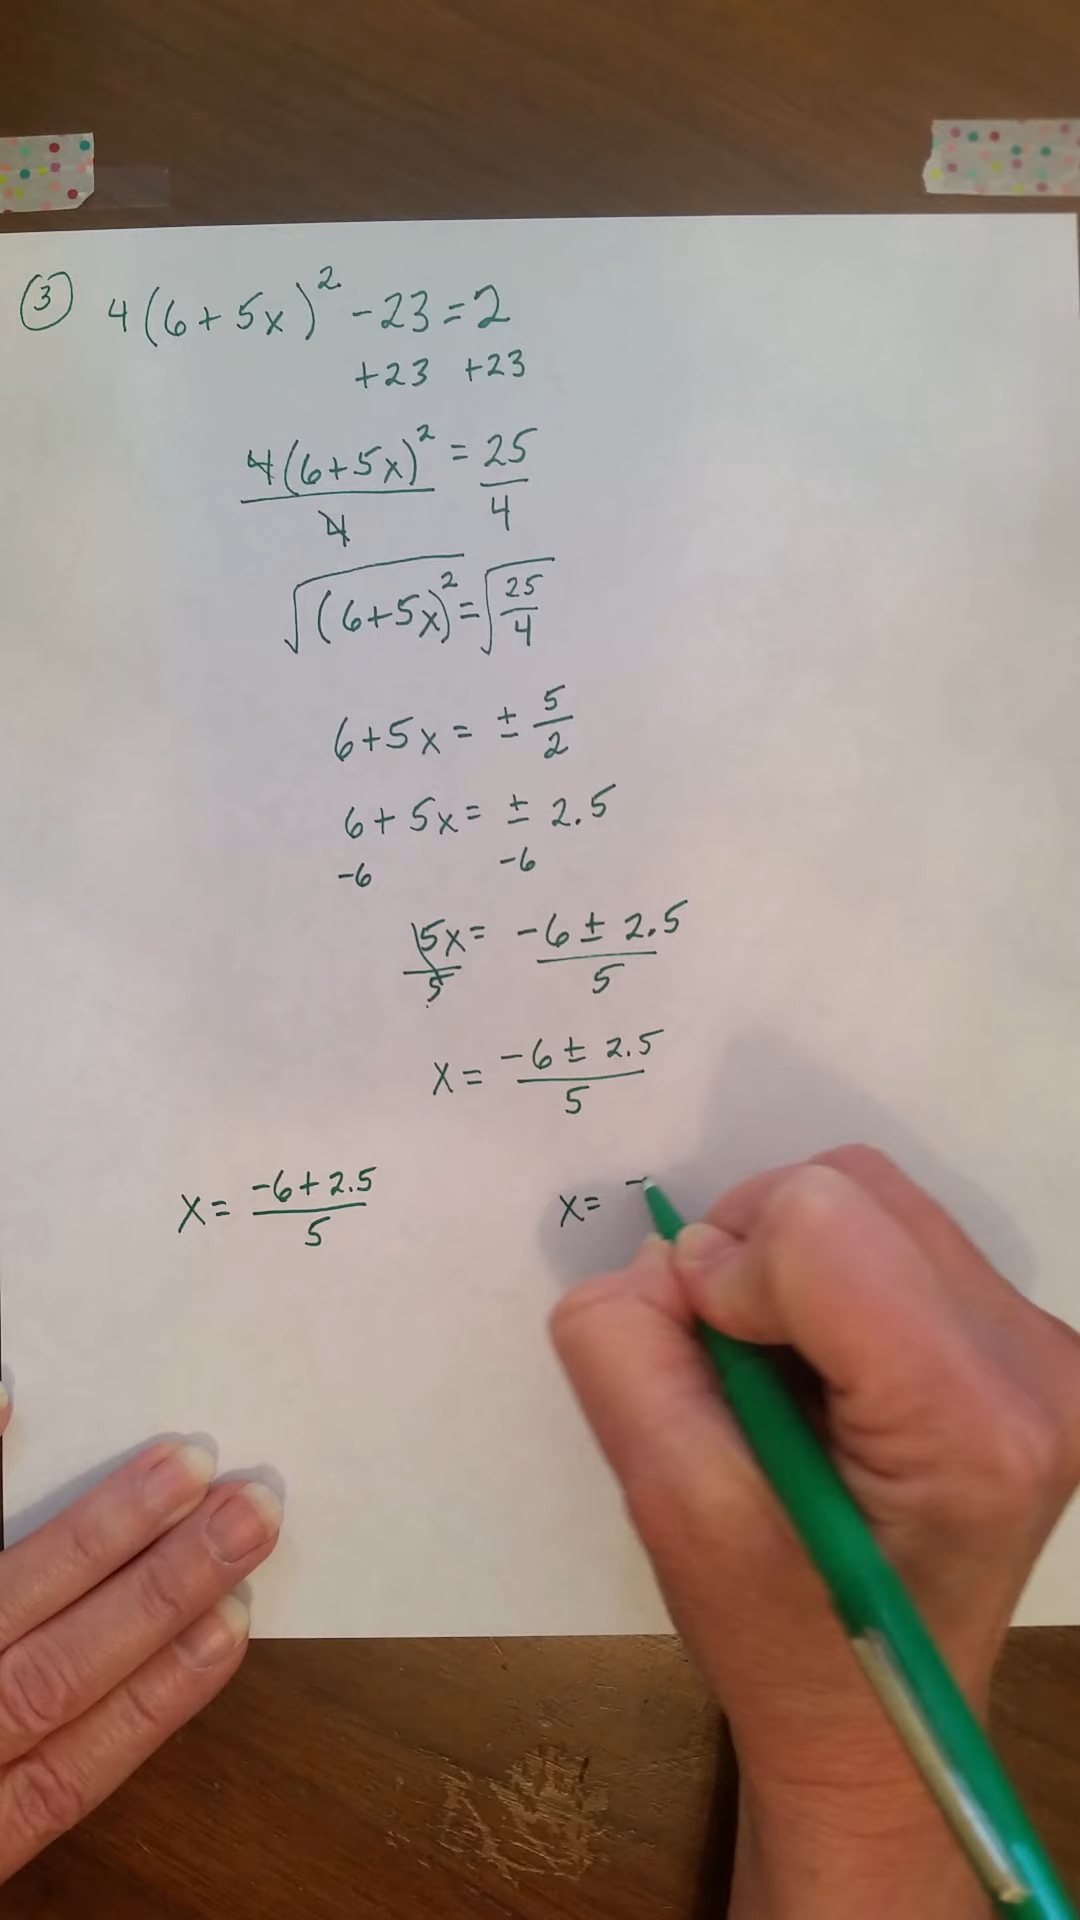 ③ 4(6+5x)² -23=2
+23 +23
4(6+5x)² = 25
4 4
√(6+5x)² = √25/4
6+5x = ± 5/2
6+5x = ± 2.5
-6 -6
5x = -6 ± 2.5
5 5
x = -6 ± 2.5
5
x = -6+2.5 x= -
5